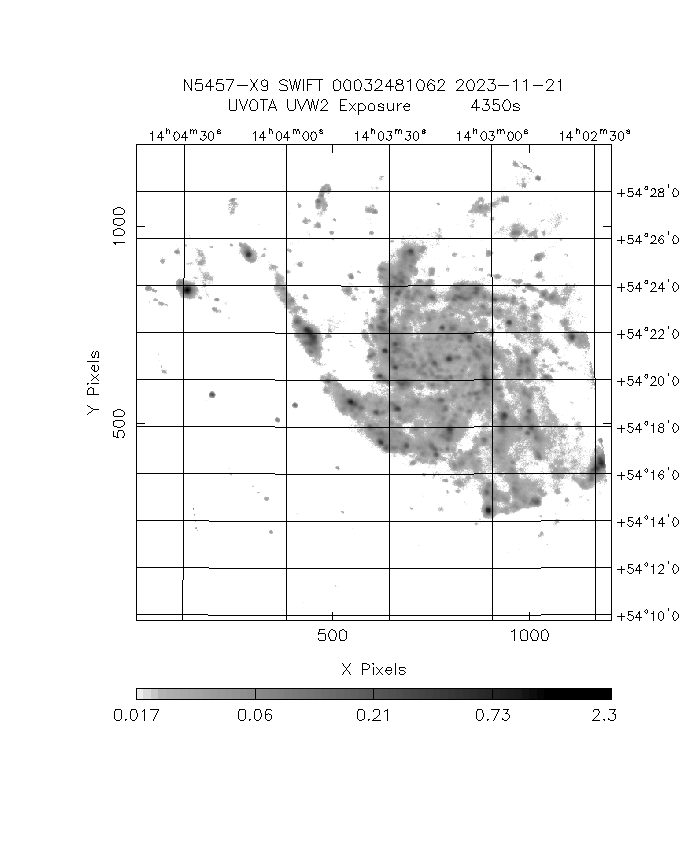 N5457-X9 SWIFT 00032481062 2023-11-21
UVOTA UVW2 Exposure 4350s
14h04m30s 14h04m00s 14h03m30s 14h03m00s 14h02m30s
+54°28'0
+54°26'0
+54°24'0
+54°22'0
+54°20'0
+54°18'0
+54°16'0
+54°14'0
+54°12'0
+54°10'0
1000
500
Y Pixels
500 1000
X Pixels
0.017 0.06 0.21 0.73 2.3